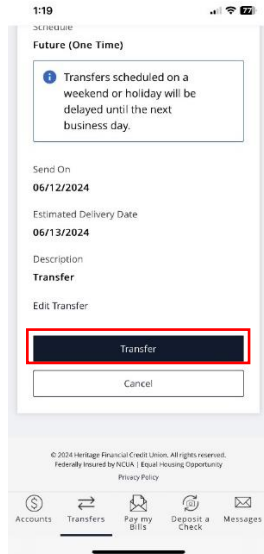 1:19
77
Schedule
Future (One Time)
Transfers scheduled on a
weekend or holiday will be
delayed until the next
business day.
Send On
06/12/2024
Estimated Delivery Date
06/13/2024
Description
Transfer
Edit Transfer
Transfer
Cancel
© 2024 Heritage Financial Credit Union. All rights reserved.
Federally Insured by NCUA | Equal Housing Opportunity
Privacy Policy
Accounts Transfers Pay my Deposit a Messages
Bills Check